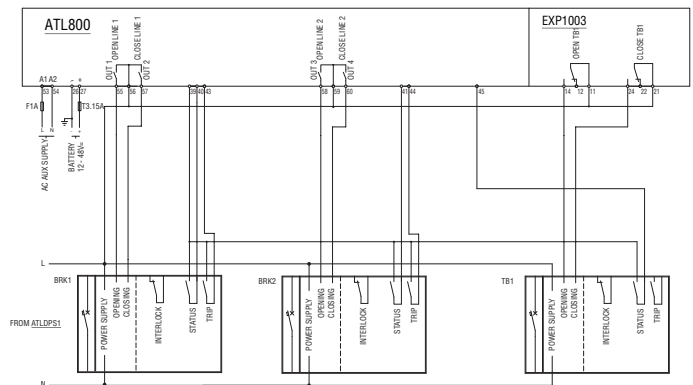 ATL800
EXP1003
OUT 1
OPEN LINE 1
CLOSE LINE 1
OUT 2
OUT 3
OPEN LINE 2
CLOSE LINE 2
OUT 4
OPEN TB1
CLOSE TB1
A1 A2
- +
53 54 26 27 55 56 57 39 40 43 58 59 60 41 44 45 14 12 11 24 22 21
F1A
T3.15A
L N - +
AC AUX SUPPLY
BATTERY
12 - 48V=
L
BRK1
POWER SUPPLY
OPENING
CLOSING
INTERLOCK
STATUS
TRIP
BRK2
POWER SUPPLY
OPENING
CLOSING
INTERLOCK
STATUS
TRIP
TB1
POWER SUPPLY
OPENING
CLOSING
INTERLOCK
STATUS
TRIP
FROM ATLDPS1
N